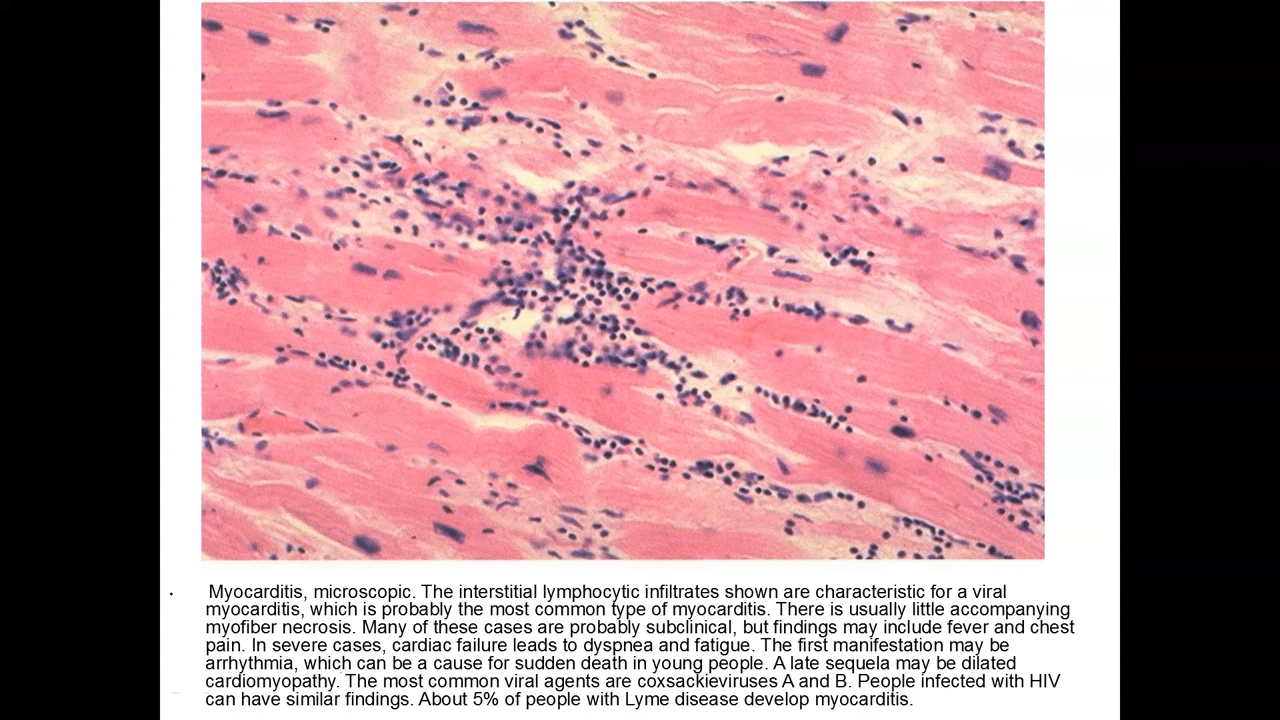 • Myocarditis, microscopic. The interstitial lymphocytic infiltrates shown are characteristic for a viral
myocarditis, which is probably the most common type of myocarditis. There is usually little accompanying
myofiber necrosis. Many of these cases are probably subclinical, but findings may include fever and chest
pain. In severe cases, cardiac failure leads to dyspnea and fatigue. The first manifestation may be
arrhythmia, which can be a cause for sudden death in young people. A late sequela may be dilated
cardiomyopathy. The most common viral agents are coxsackieviruses A and B. People infected with HIV
can have similar findings. About 5% of people with Lyme disease develop myocarditis.